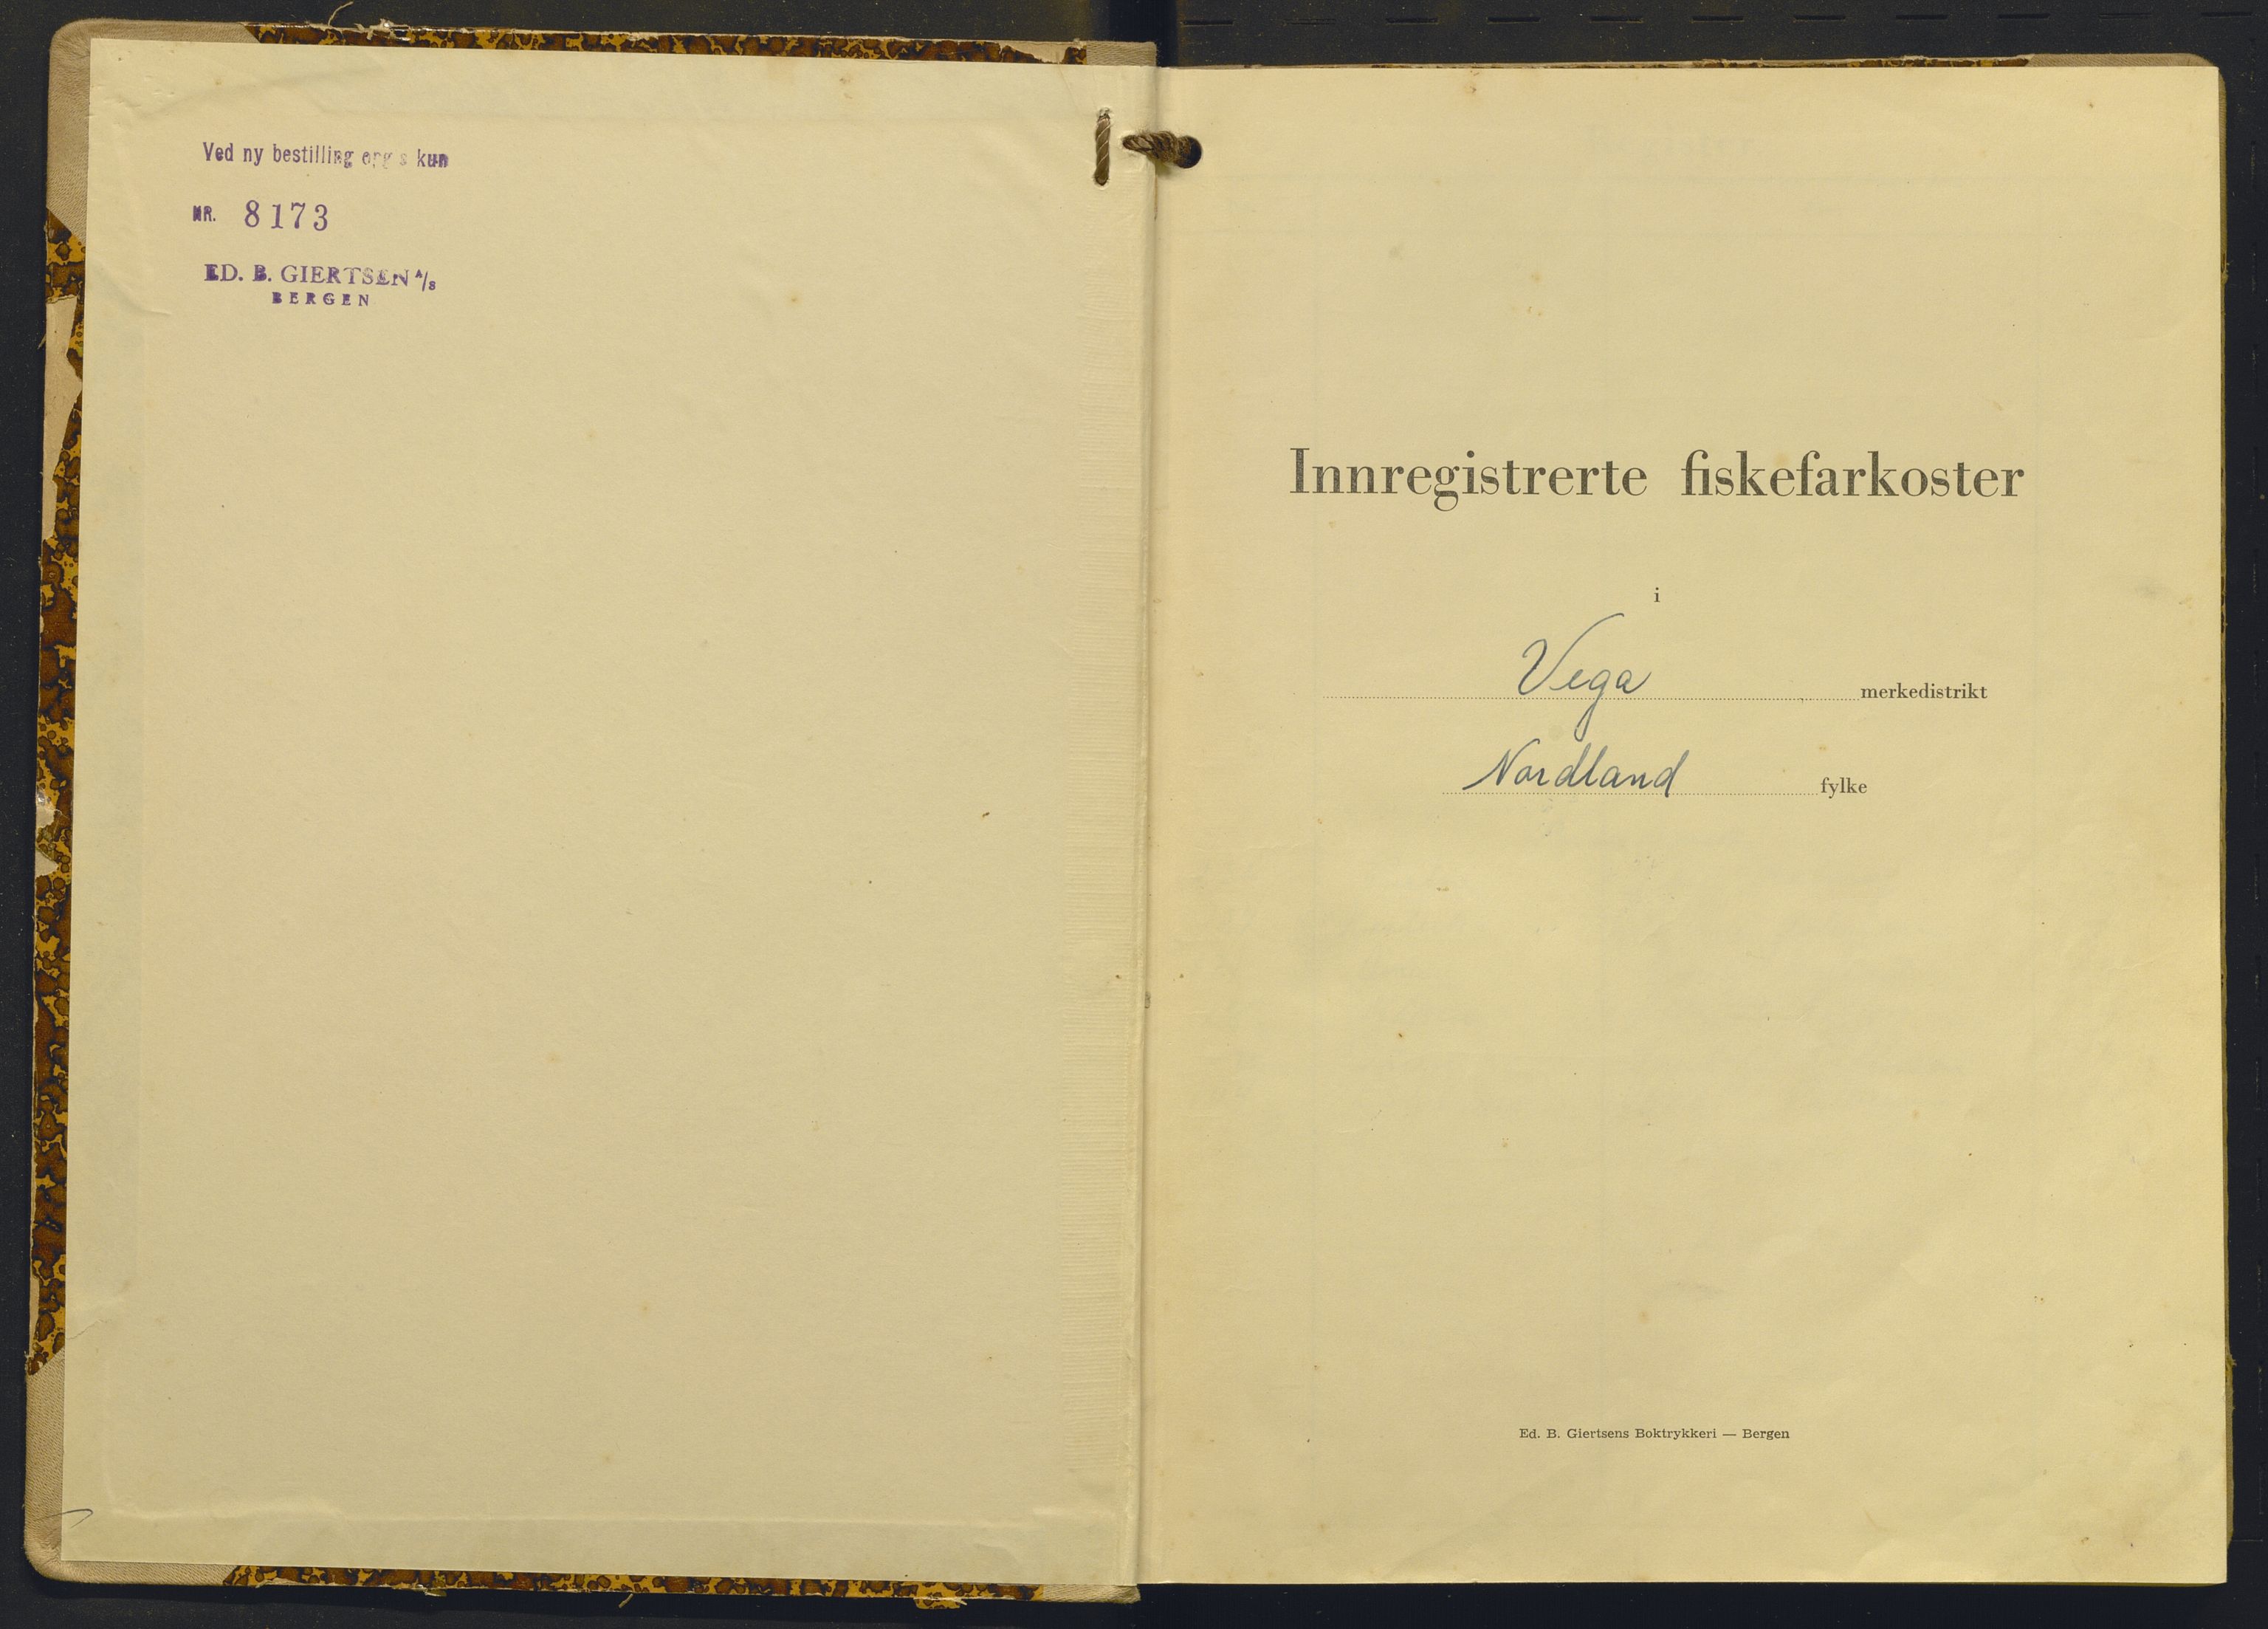 Ved ny bestilling kun
NR. 8173
ED. B. GIERTSEN A/S
BERGEN
Innregistrerte fiskefarkoster
i
Vega merkedistrikt
Nordland fylke
Ed. B. Giertsens Boktrykkeri — Bergen